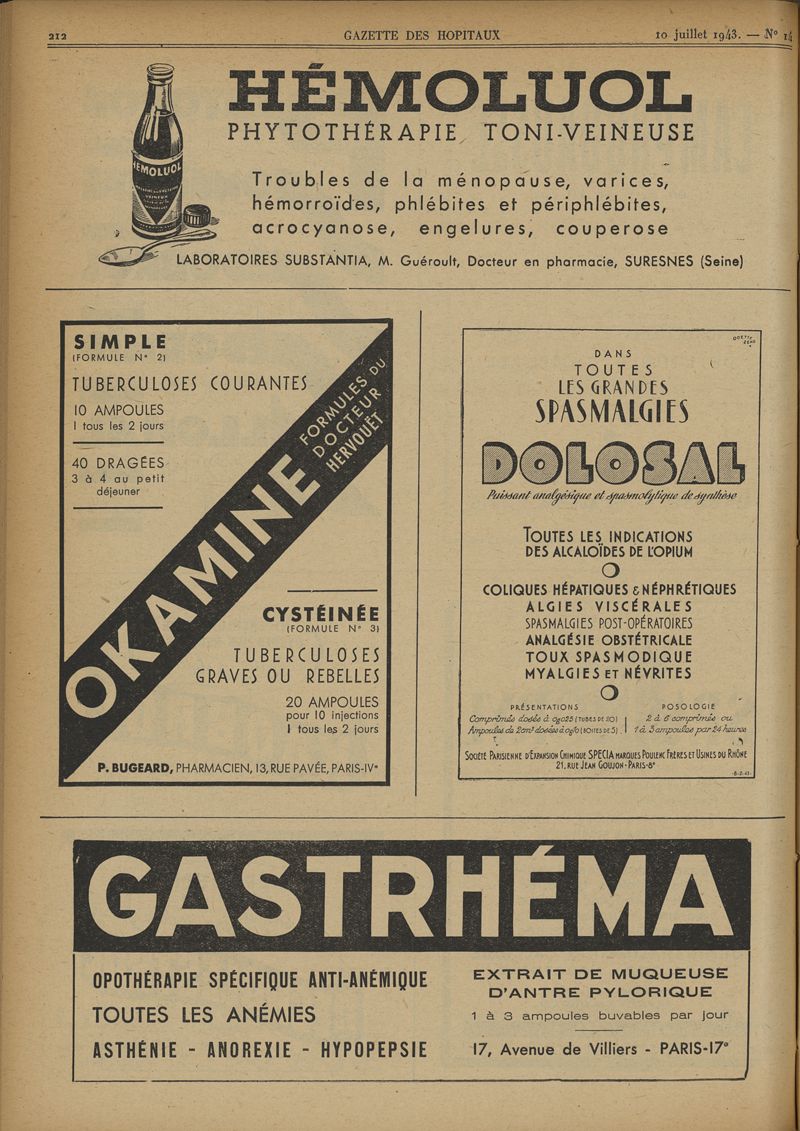 212
GAZETTE DES HOPITAUX
10 juillet 1943. — N° 14
HÉMOLUOL
HÉMOLUOL
PHYTOTHÉRAPIE TONI-VEINEUSE
Troubles de la ménopause, varices,
hémorroïdes, phlébites et périphlébites,
acrocyanose, engelures, couperose
LABORATOIRES SUBSTANTIA, M. Guéroult, Docteur en pharmacie, SURESNES (Seine)
SIMPLE
(FORMULE N° 2)
TUBERCULOSES COURANTES
10 AMPOULES
1 tous les 2 jours
40 DRAGÉES
3 à 4 au petit
déjeuner
OKAMINE
FORMULES DU
DOCTEUR
HERVOUËT
CYSTÉINÉE
(FORMULE N° 3)
TUBERCULOSES
GRAVES OU REBELLES
20 AMPOULES
pour 10 injections
1 tous les 2 jours
P. BUGEARD, PHARMACIEN, 13, RUE PAVÉE, PARIS-IVᵉ
DANS
TOUTES
LES GRANDES
SPASMALGIES
DOLOSAL
Puissant analgésique et spasmolytique de synthèse
TOUTES LES INDICATIONS
DES ALCALOÏDES DE L'OPIUM
COLIQUES HÉPATIQUES & NÉPHRÉTIQUES
ALGIES VISCÉRALES
SPASMALGIES POST-OPÉRATOIRES
ANALGÉSIE OBSTÉTRICALE
TOUX SPASMODIQUE
MYALGIES ET NÉVRITES
PRÉSENTATIONS
Comprimés dosés à 0g025 (TUBES DE 20)
Ampoules de 2cm³ dosées à 0g10 (BOITES DE 5)
POSOLOGIE
2 à 6 comprimés ou
1 à 3 ampoules par 24 heures
SOCIÉTÉ PARISIENNE D'EXPANSION CHIMIQUE SPECIA MARQUES POULENC FRÈRES ET USINES DU RHÔNE
21, RUE JEAN GOUJON · PARIS-8ᵉ
GASTRHÉMA
OPOTHÉRAPIE SPÉCIFIQUE ANTI-ANÉMIQUE
TOUTES LES ANÉMIES
ASTHÉNIE - ANOREXIE - HYPOPEPSIE
EXTRAIT DE MUQUEUSE
D'ANTRE PYLORIQUE
1 à 3 ampoules buvables par jour
17, Avenue de Villiers - PARIS-17ᵉ